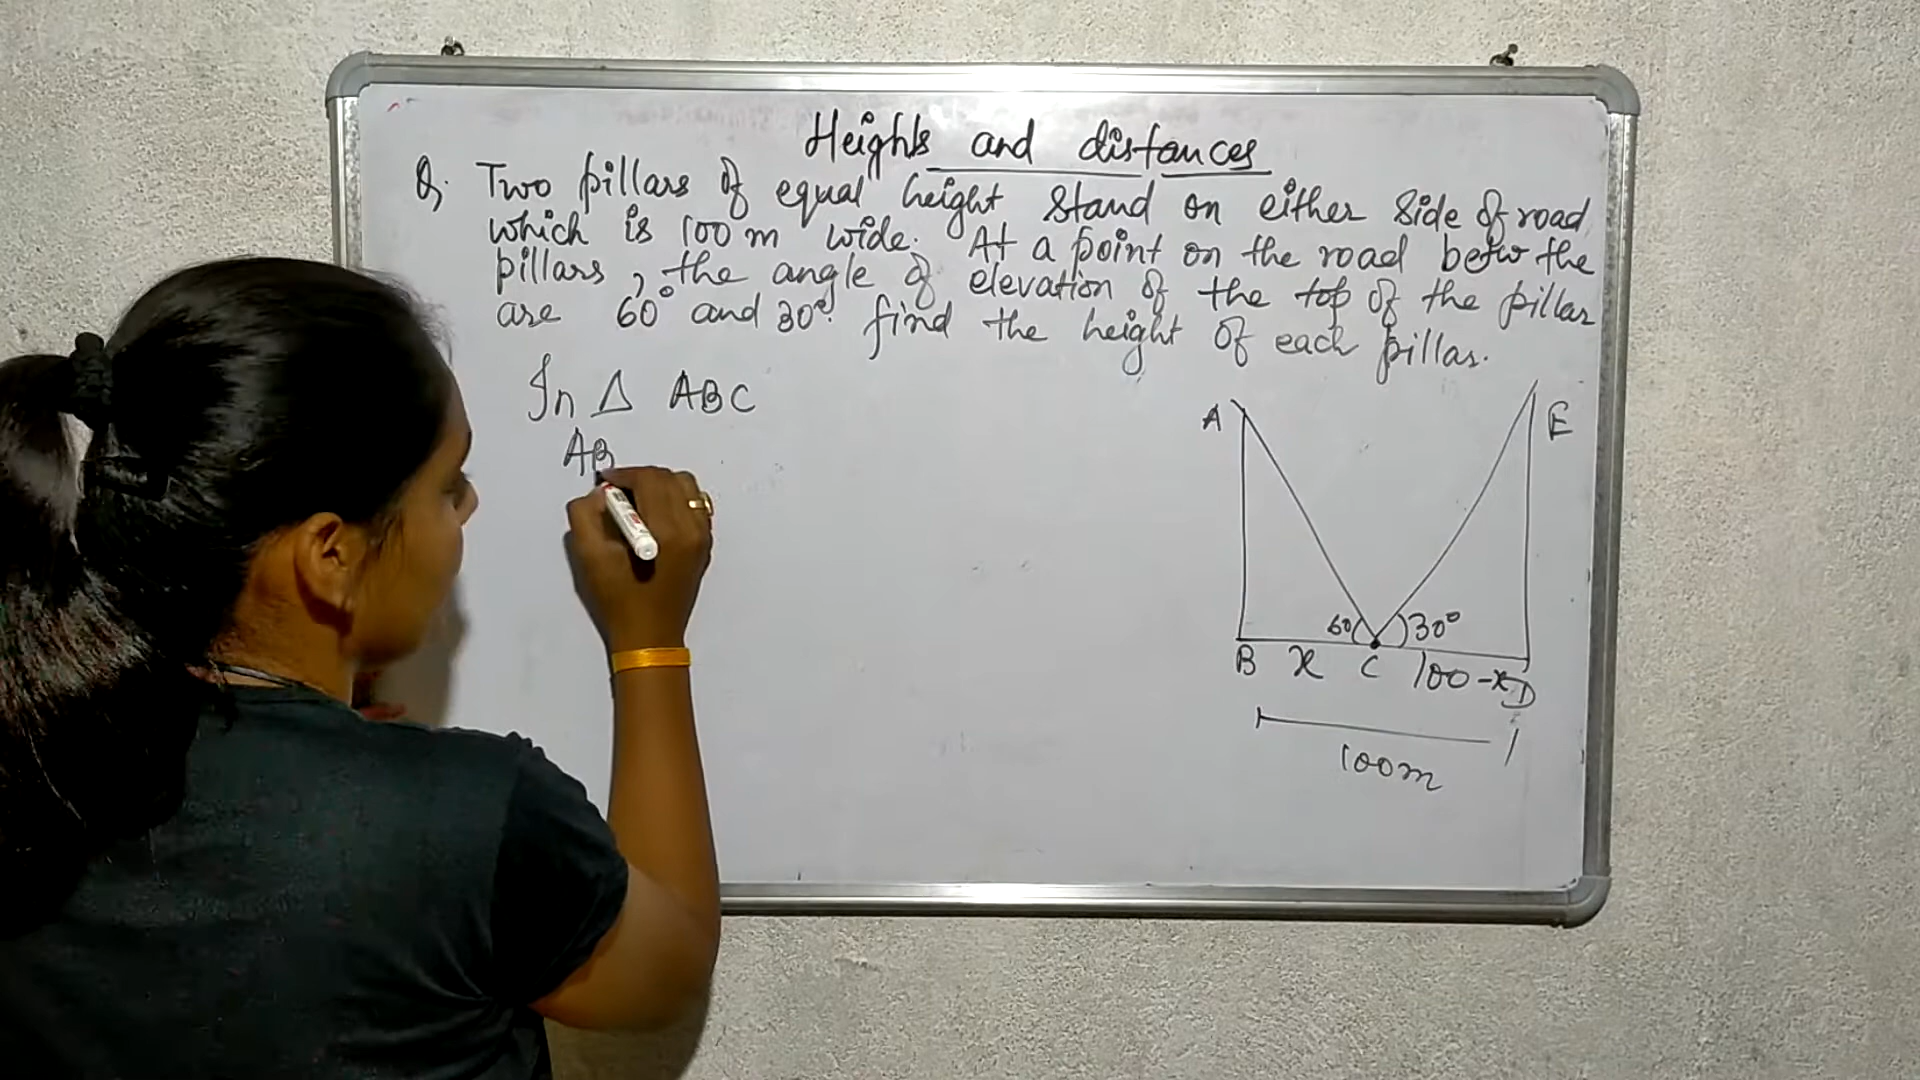 Heights and distances
Q. Two pillars of equal height stand on either side of road
which is 100 m wide. At a point on the road betw the
pillars, the angle of elevation of the top of the pillar
are 60° and 30°. find the height of each pillar.
In Δ ABC
AB
A
E
60
30°
B x C 100-x D
100m